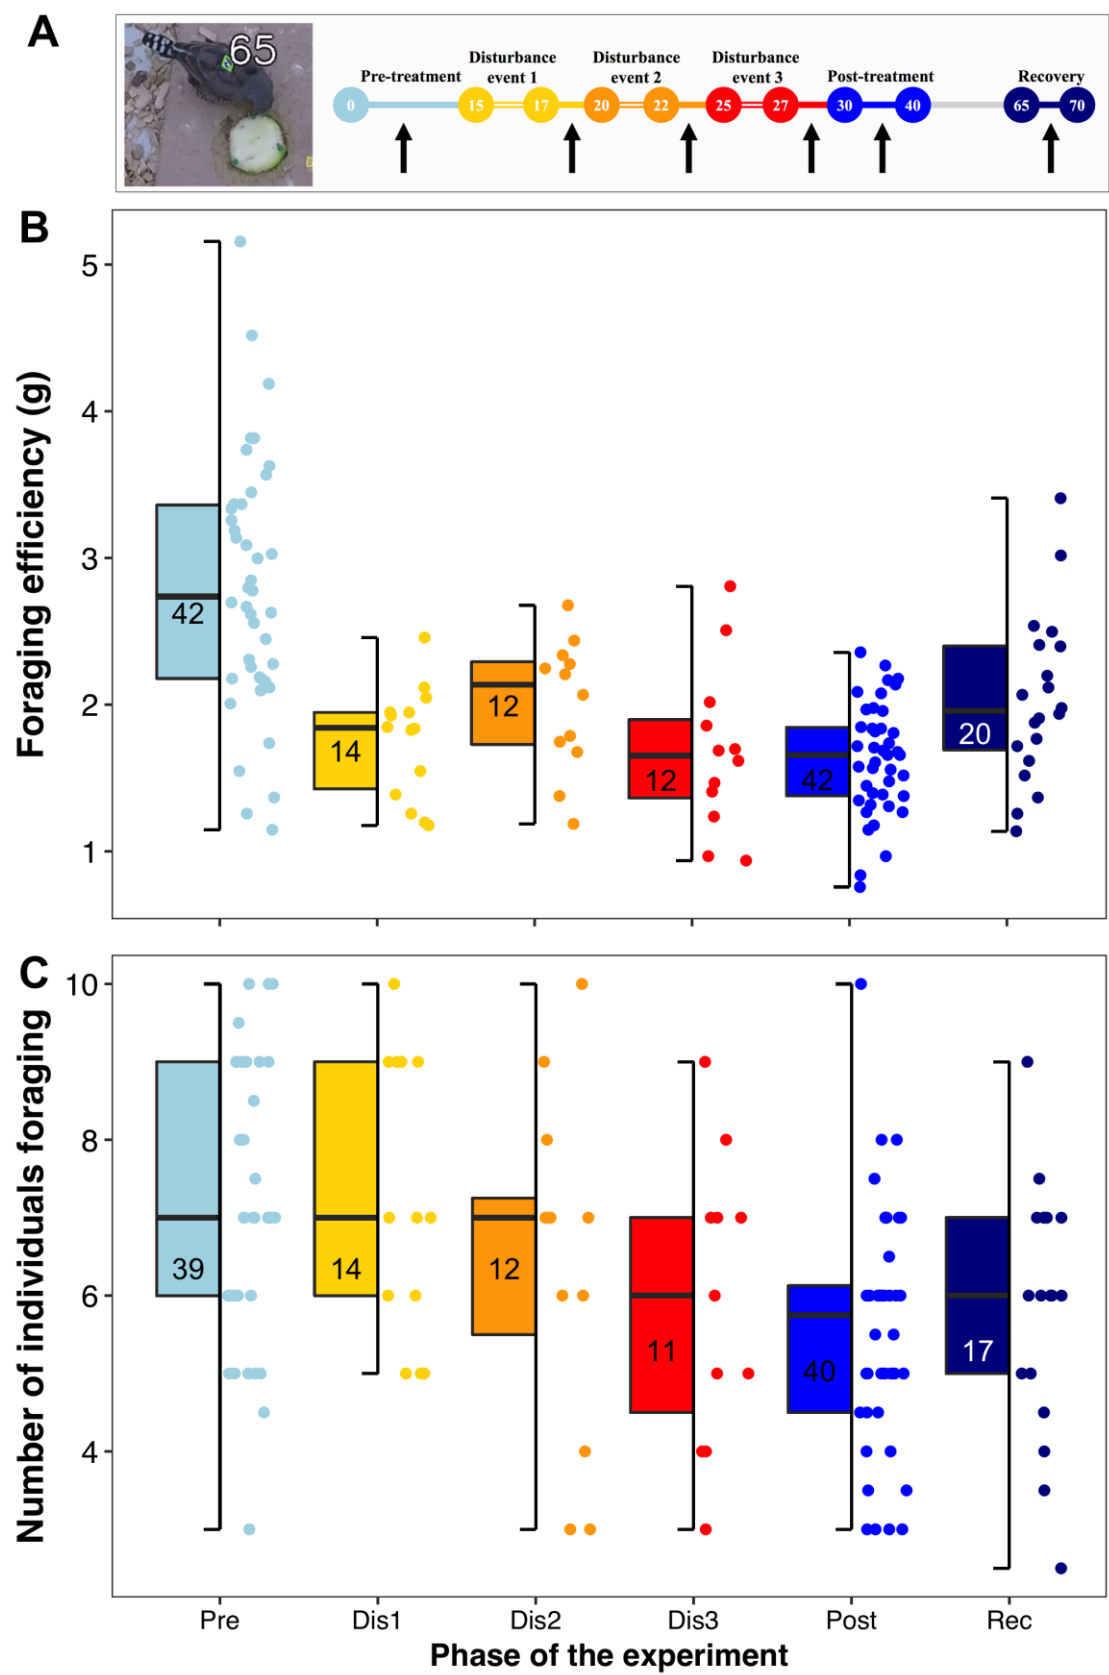 A
65
Pre-treatment
Disturbance
event 1
Disturbance
event 2
Disturbance
event 3
Post-treatment
Recovery
0 15 17 20 22 25 27 30 40 65 70
B
Foraging efficiency (g)
5
4
3
2
1
42 14 12 12 42 20
C
Number of individuals foraging
10
8
6
4
39 14 12 11 40 17
Pre Dis1 Dis2 Dis3 Post Rec
Phase of the experiment